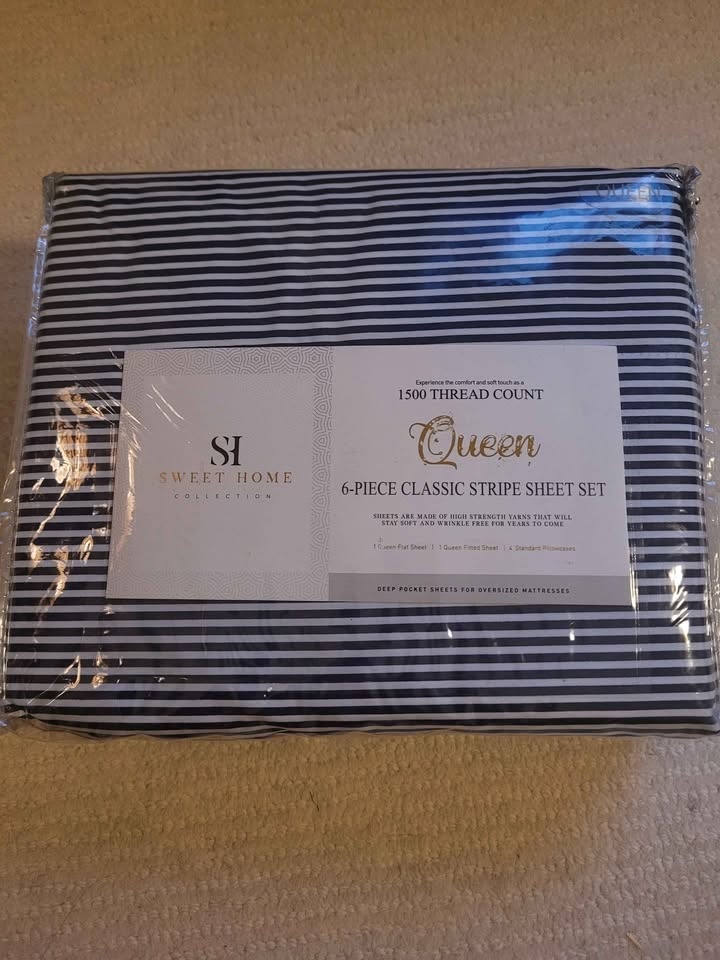 QUEEN
SH
SWEET HOME
COLLECTION
Experience the comfort and soft touch as a
1500 THREAD COUNT
Queen
6-PIECE CLASSIC STRIPE SHEET SET
SHEETS ARE MADE OF HIGH STRENGTH YARNS THAT WILL
STAY SOFT AND WRINKLE FREE FOR YEARS TO COME
1 Queen Flat Sheet | 1 Queen Fitted Sheet | 4 Standard Pillowcases
DEEP POCKET SHEETS FOR OVERSIZED MATTRESSES